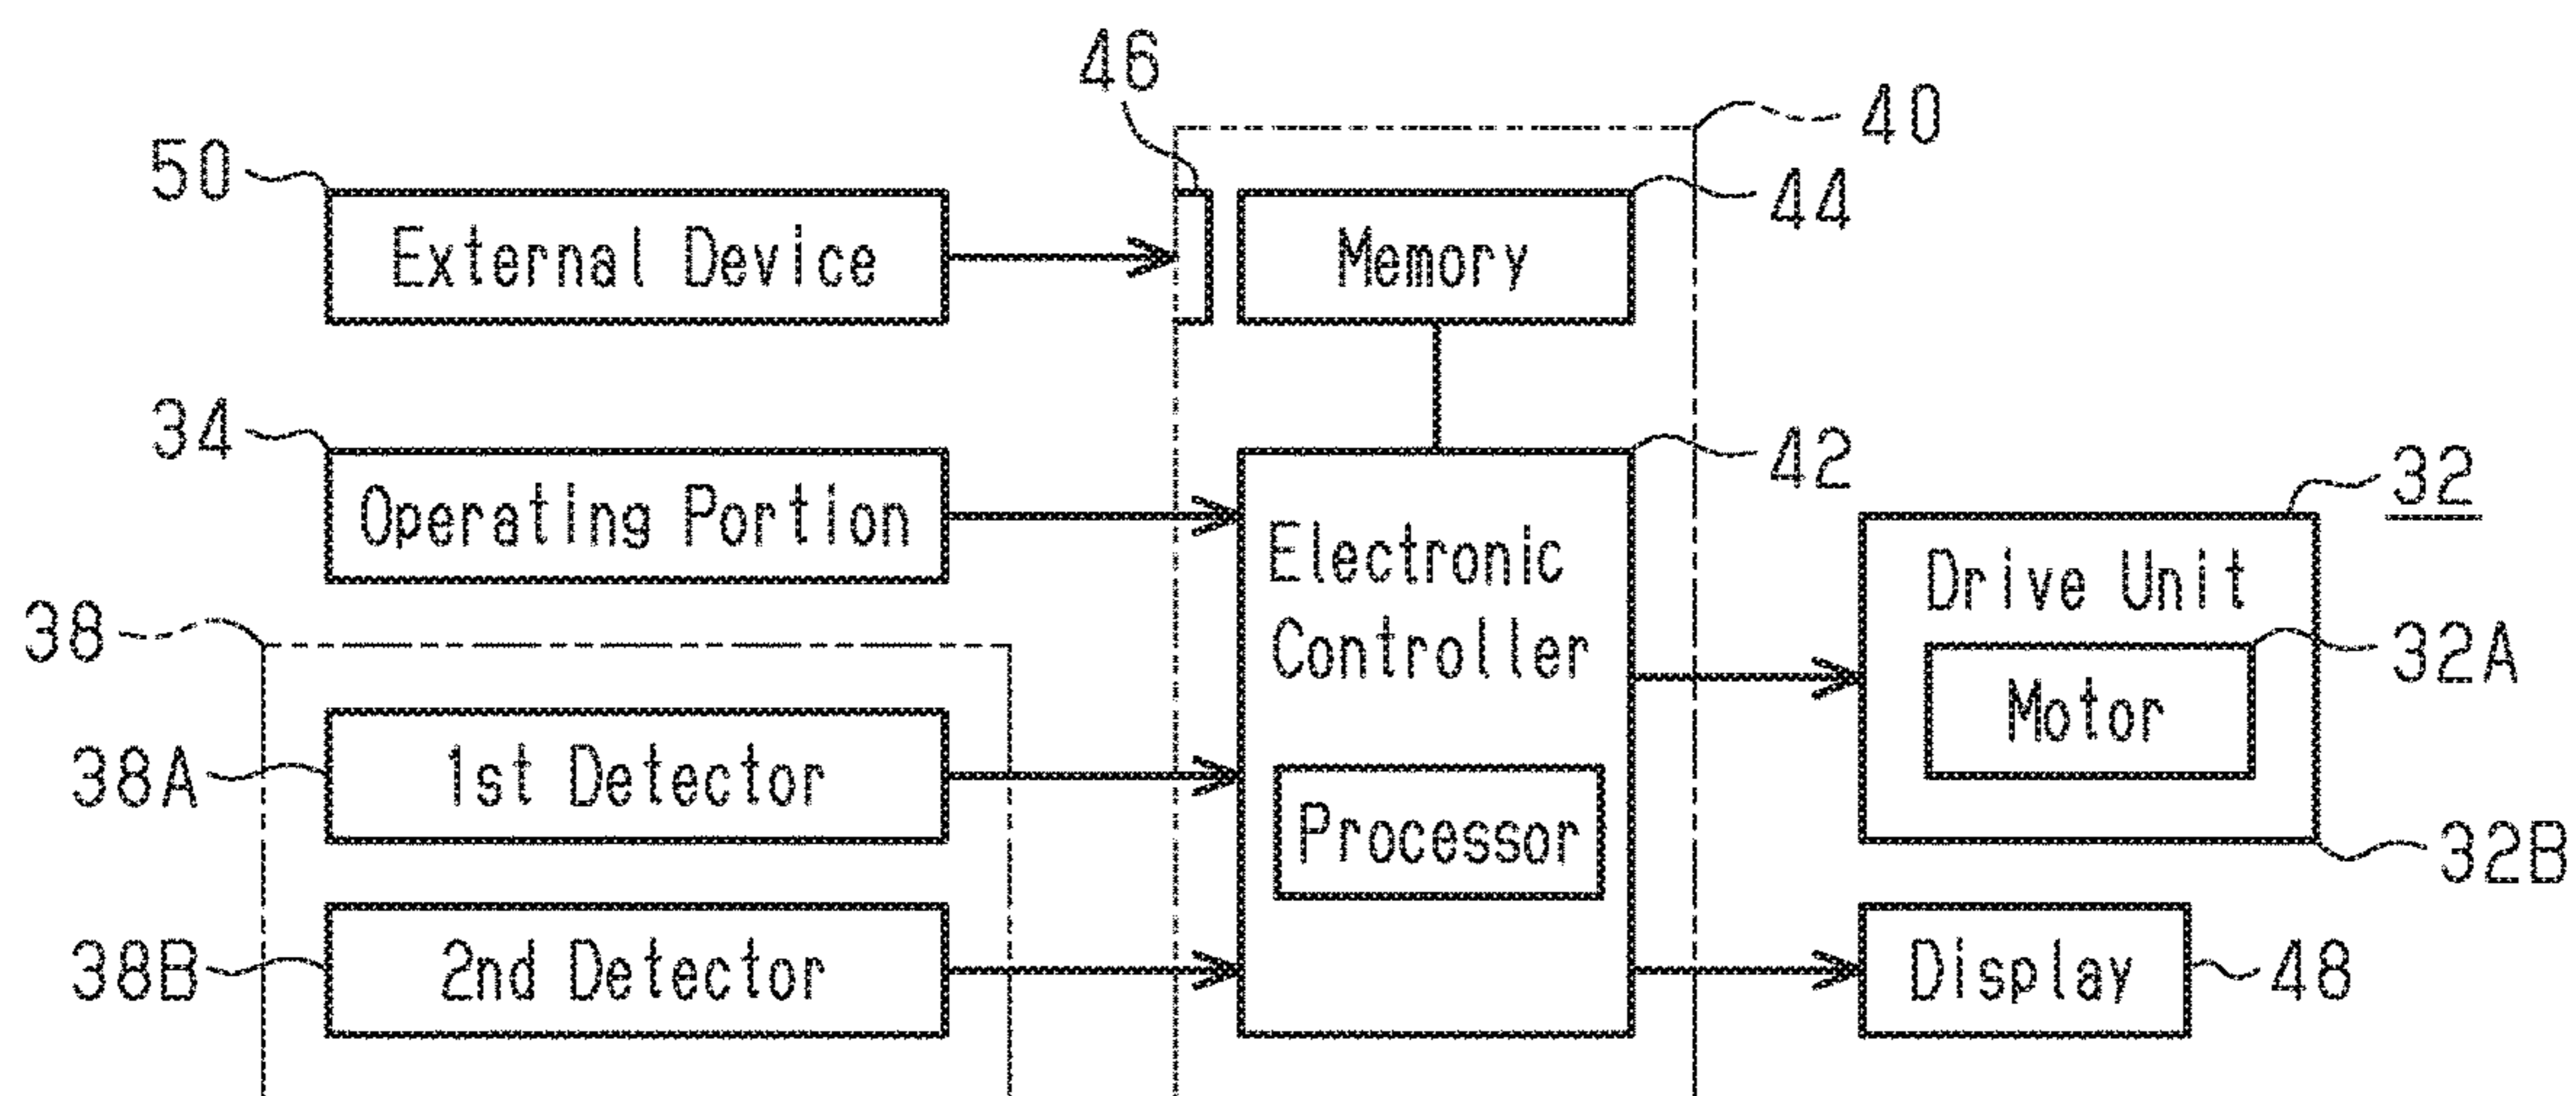 46
40
50
External Device
Memory
44
34
Operating Portion
42
Electronic
Controller
32
Drive Unit
38
32A
Motor
38A
1st Detector
Processor
32B
38B
2nd Detector
Display
48